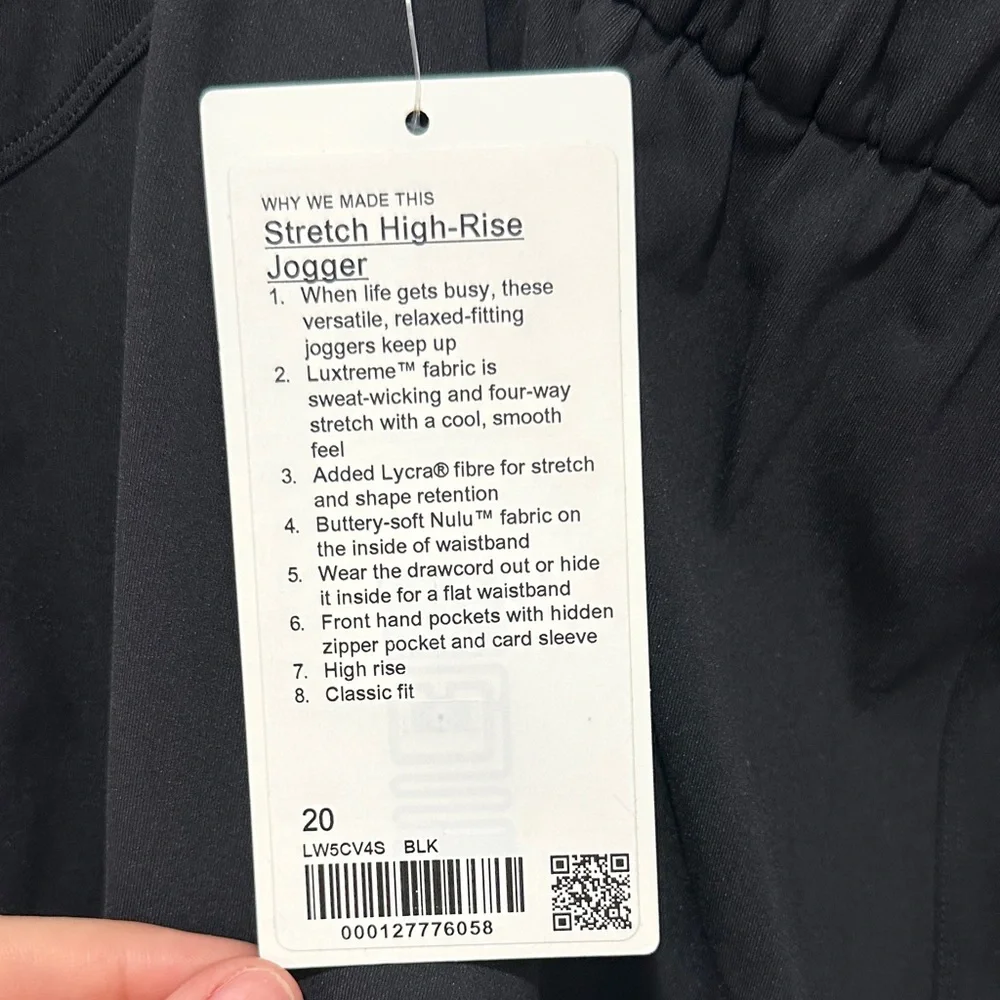 WHY WE MADE THIS
Stretch High-Rise
Jogger
1. When life gets busy, these
versatile, relaxed-fitting
joggers keep up
2. Luxtreme™ fabric is
sweat-wicking and four-way
stretch with a cool, smooth
feel
3. Added Lycra® fibre for stretch
and shape retention
4. Buttery-soft Nulu™ fabric on
the inside of waistband
5. Wear the drawcord out or hide
it inside for a flat waistband
6. Front hand pockets with hidden
zipper pocket and card sleeve
7. High rise
8. Classic fit
20
LW5CV4S BLK
000127776058